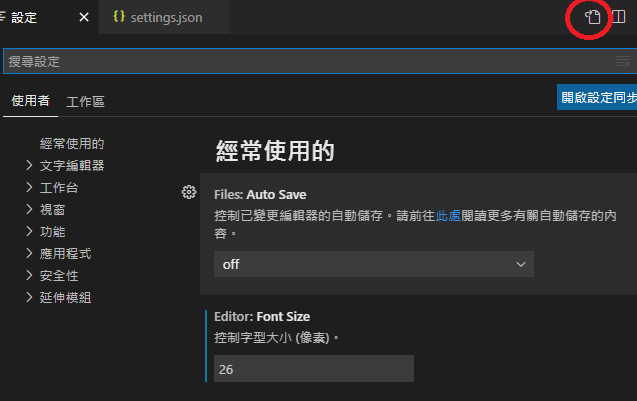 設定
{} settings.json
搜尋設定
使用者 工作區
開啟設定同步
經常使用的
文字編輯器
工作台
視窗
功能
應用程式
安全性
延伸模組
經常使用的
Files: Auto Save
控制已變更編輯器的自動儲存。請前往此處閱讀更多有關自動儲存的內
容。
off
Editor: Font Size
控制字型大小 (像素)。
26